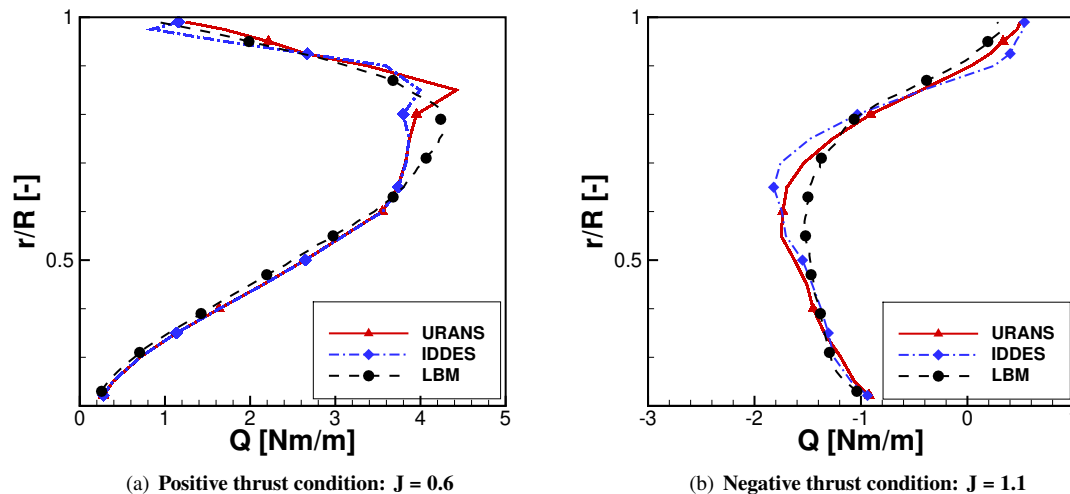 1
r/R [-]
0.5
URANS
IDDES
LBM
0 1 2 3 4 5
Q [Nm/m]
(a) Positive thrust condition: J = 0.6
1
r/R [-]
0.5
URANS
IDDES
LBM
-3 -2 -1 0
Q [Nm/m]
(b) Negative thrust condition: J = 1.1